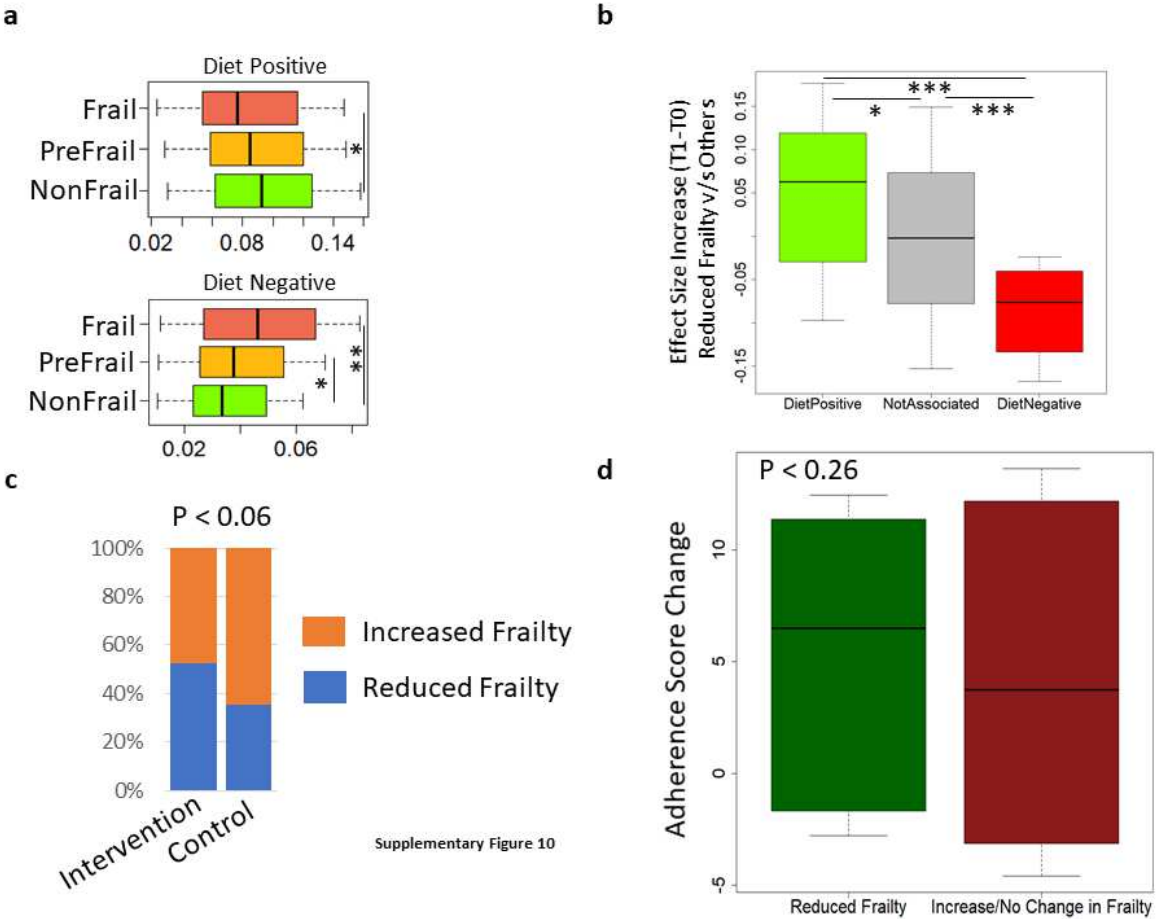 a
Diet Positive
Frail
PreFrail
NonFrail
*
0.02 0.08 0.14
Diet Negative
Frail
PreFrail
NonFrail
*
**
0.02 0.06
b
Effect Size Increase (T1-T0)
Reduced Frailty v/s Others
0.15
0.10
0.05
-0.05
-0.15
***
*
***
DietPositive NotAssociated DietNegative
c
P < 0.06
100%
80%
60%
40%
20%
0%
Intervention
Control
Increased Frailty
Reduced Frailty
Supplementary Figure 10
d
P < 0.26
Adherence Score Change
10
5
0
-5
Reduced Frailty Increase/No Change in Frailty